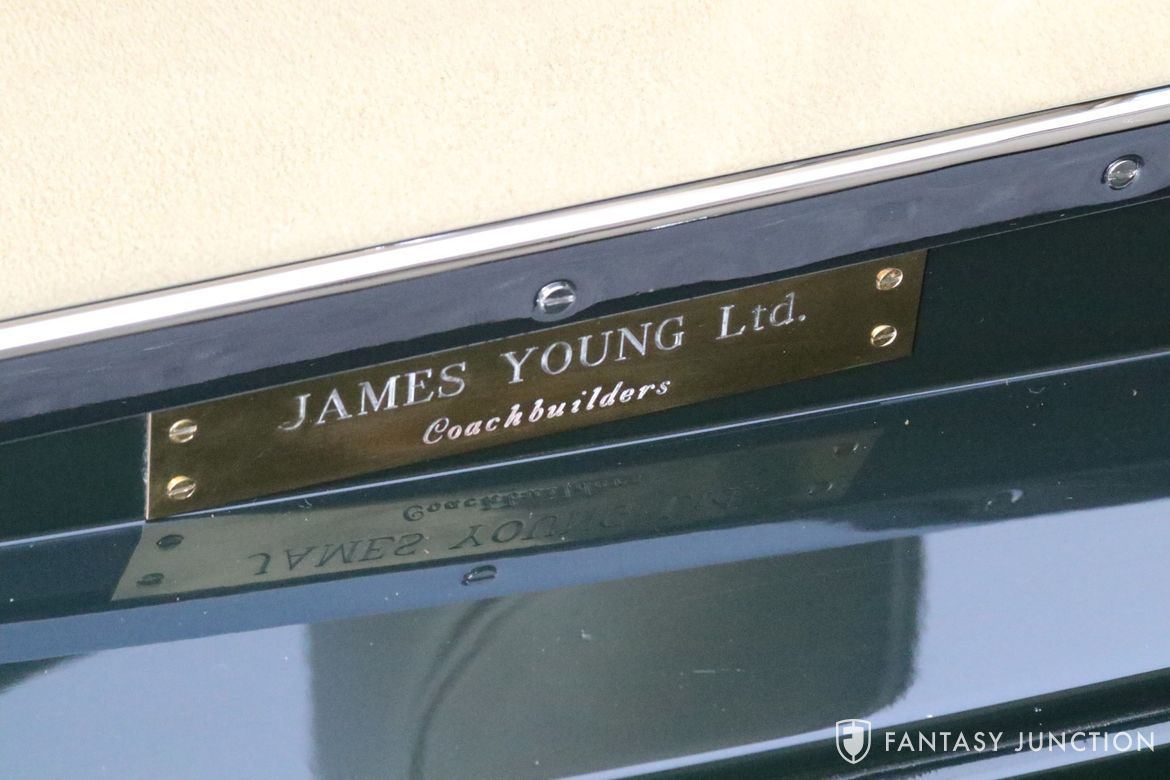 JAMES YOUNG Ltd.
Coachbuilders
FANTASY JUNCTION